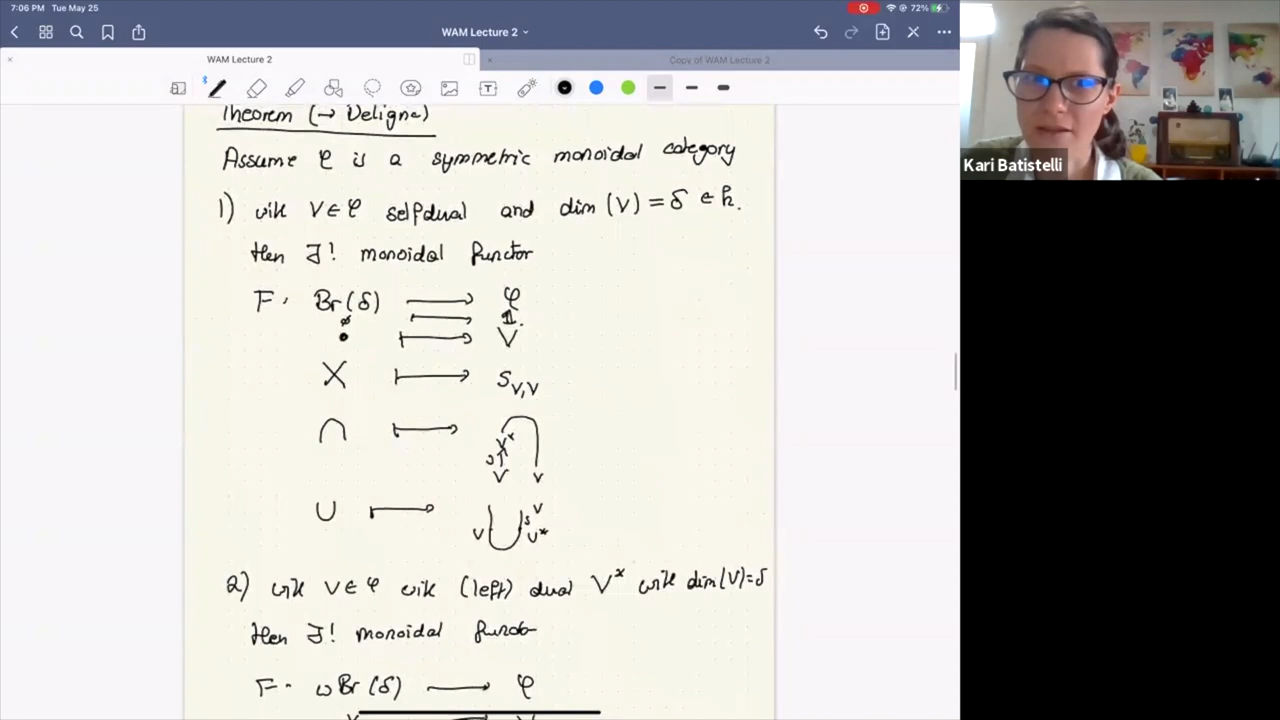 7:06 PM Tue May 25
72%
WAM Lecture 2
WAM Lecture 2
Copy of WAM Lecture 2
Theorem (→ Deligne)
Assume 𝒞 is a symmetric monoidal category
1) with V ∈ 𝒞 selfdual and dim (V) = δ ∈ k.
then ∃! monoidal functor
F: Br(δ) → 𝒞
ø ↦ 𝟙.
• ↦ V
X ↦ S_{V,V}
∩ ↦ V* V V
∪ ↦ V V V*
2) with V ∈ 𝒞 with (left) dual V* with dim(V)=δ
then ∃! monoidal functor
F: ωBr(δ) → 𝒞
Kari Batistelli